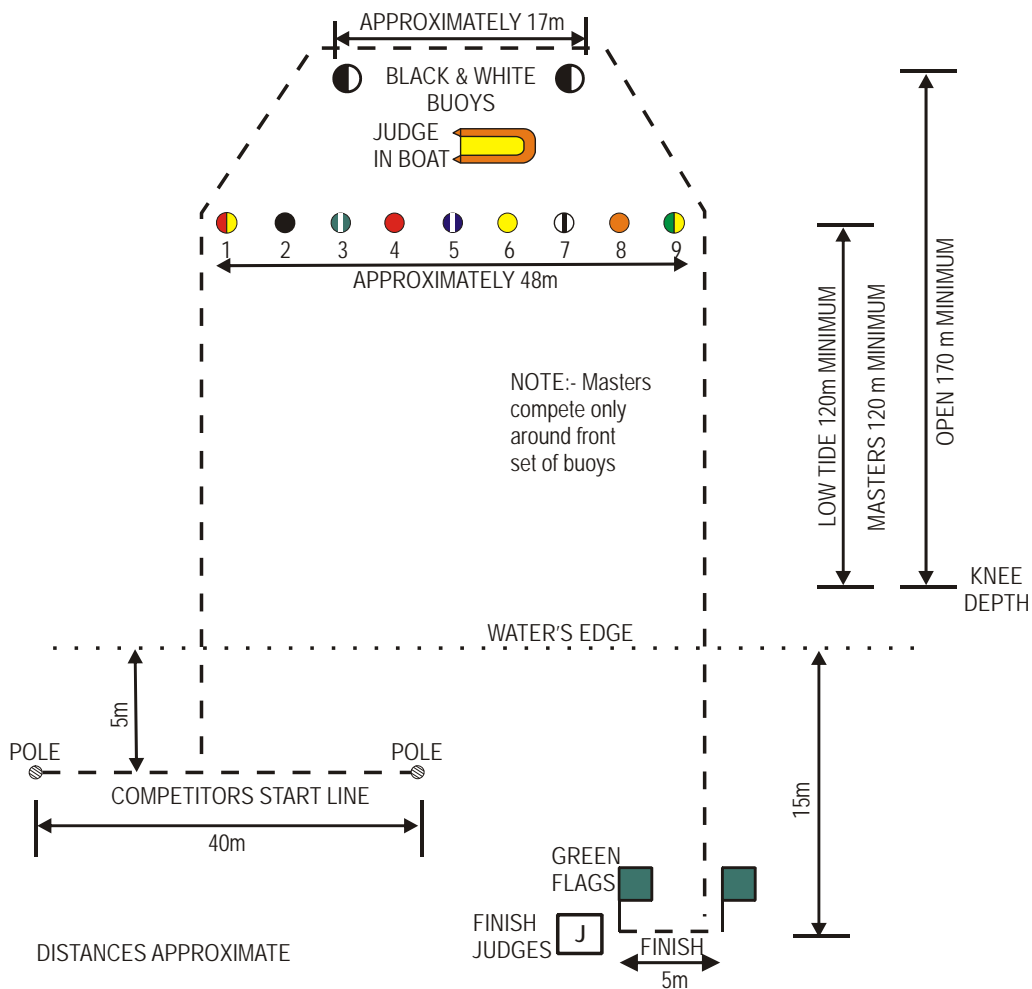 APPROXIMATELY 17m
BLACK & WHITE
BUOYS
JUDGE
IN BOAT
1 2 3 4 5 6 7 8 9
APPROXIMATELY 48m
NOTE:- Masters
compete only
around front
set of buoys
LOW TIDE 120m MINIMUM
MASTERS 120 m MINIMUM
OPEN 170 m MINIMUM
KNEE
DEPTH
WATER'S EDGE
5m
POLE
POLE
COMPETITORS START LINE
40m
15m
GREEN
FLAGS
FINISH
JUDGES
J
FINISH
5m
DISTANCES APPROXIMATE